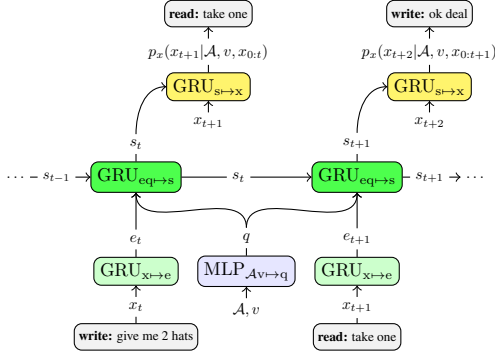 read: take one write: ok deal
p_x(x_{t+1}|𝒜, v, x_{0:t}) p_x(x_{t+2}|𝒜, v, x_{0:t+1})
GRU_{s↦x} GRU_{s↦x}
x_{t+1} x_{t+2}
s_t s_{t+1}
··· s_{t−1} GRU_{eq↦s} s_t GRU_{eq↦s} s_{t+1} ···
e_t q e_{t+1}
GRU_{x↦e} MLP_{𝒜v↦q} GRU_{x↦e}
x_t 𝒜, v x_{t+1}
write: give me 2 hats read: take one